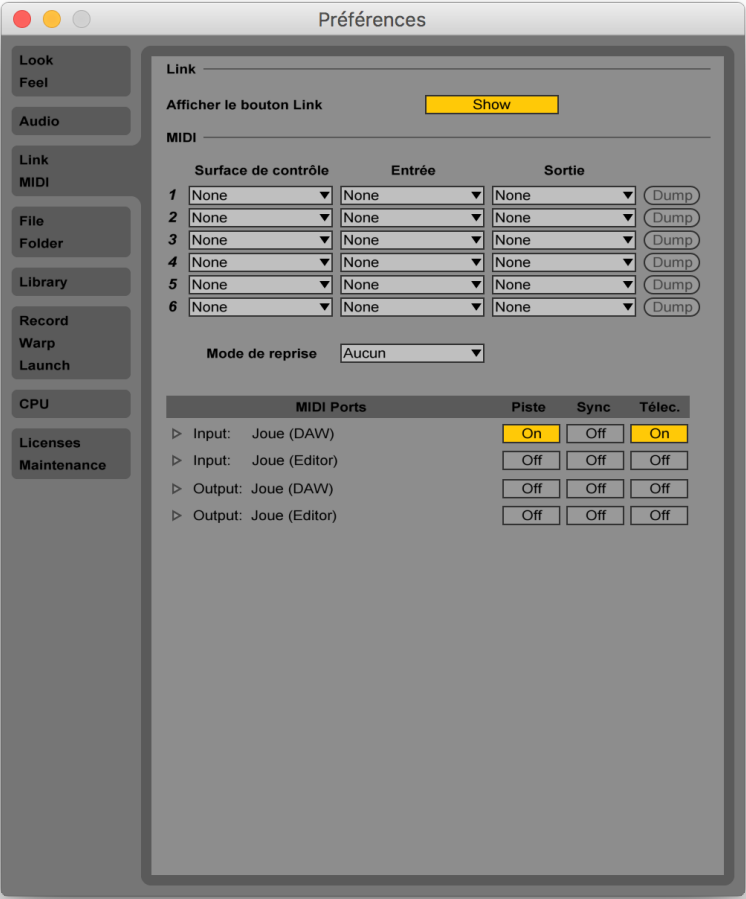 Préférences
Look
Feel
Audio
Link
MIDI
File
Folder
Library
Record
Warp
Launch
CPU
Licenses
Maintenance
Link
Afficher le bouton Link Show
MIDI
Surface de contrôle Entrée Sortie
1 None None None Dump
2 None None None Dump
3 None None None Dump
4 None None None Dump
5 None None None Dump
6 None None None Dump
Mode de reprise Aucun
MIDI Ports Piste Sync Télec.
Input: Joue (DAW) On Off On
Input: Joue (Editor) Off Off Off
Output: Joue (DAW) Off Off Off
Output: Joue (Editor) Off Off Off